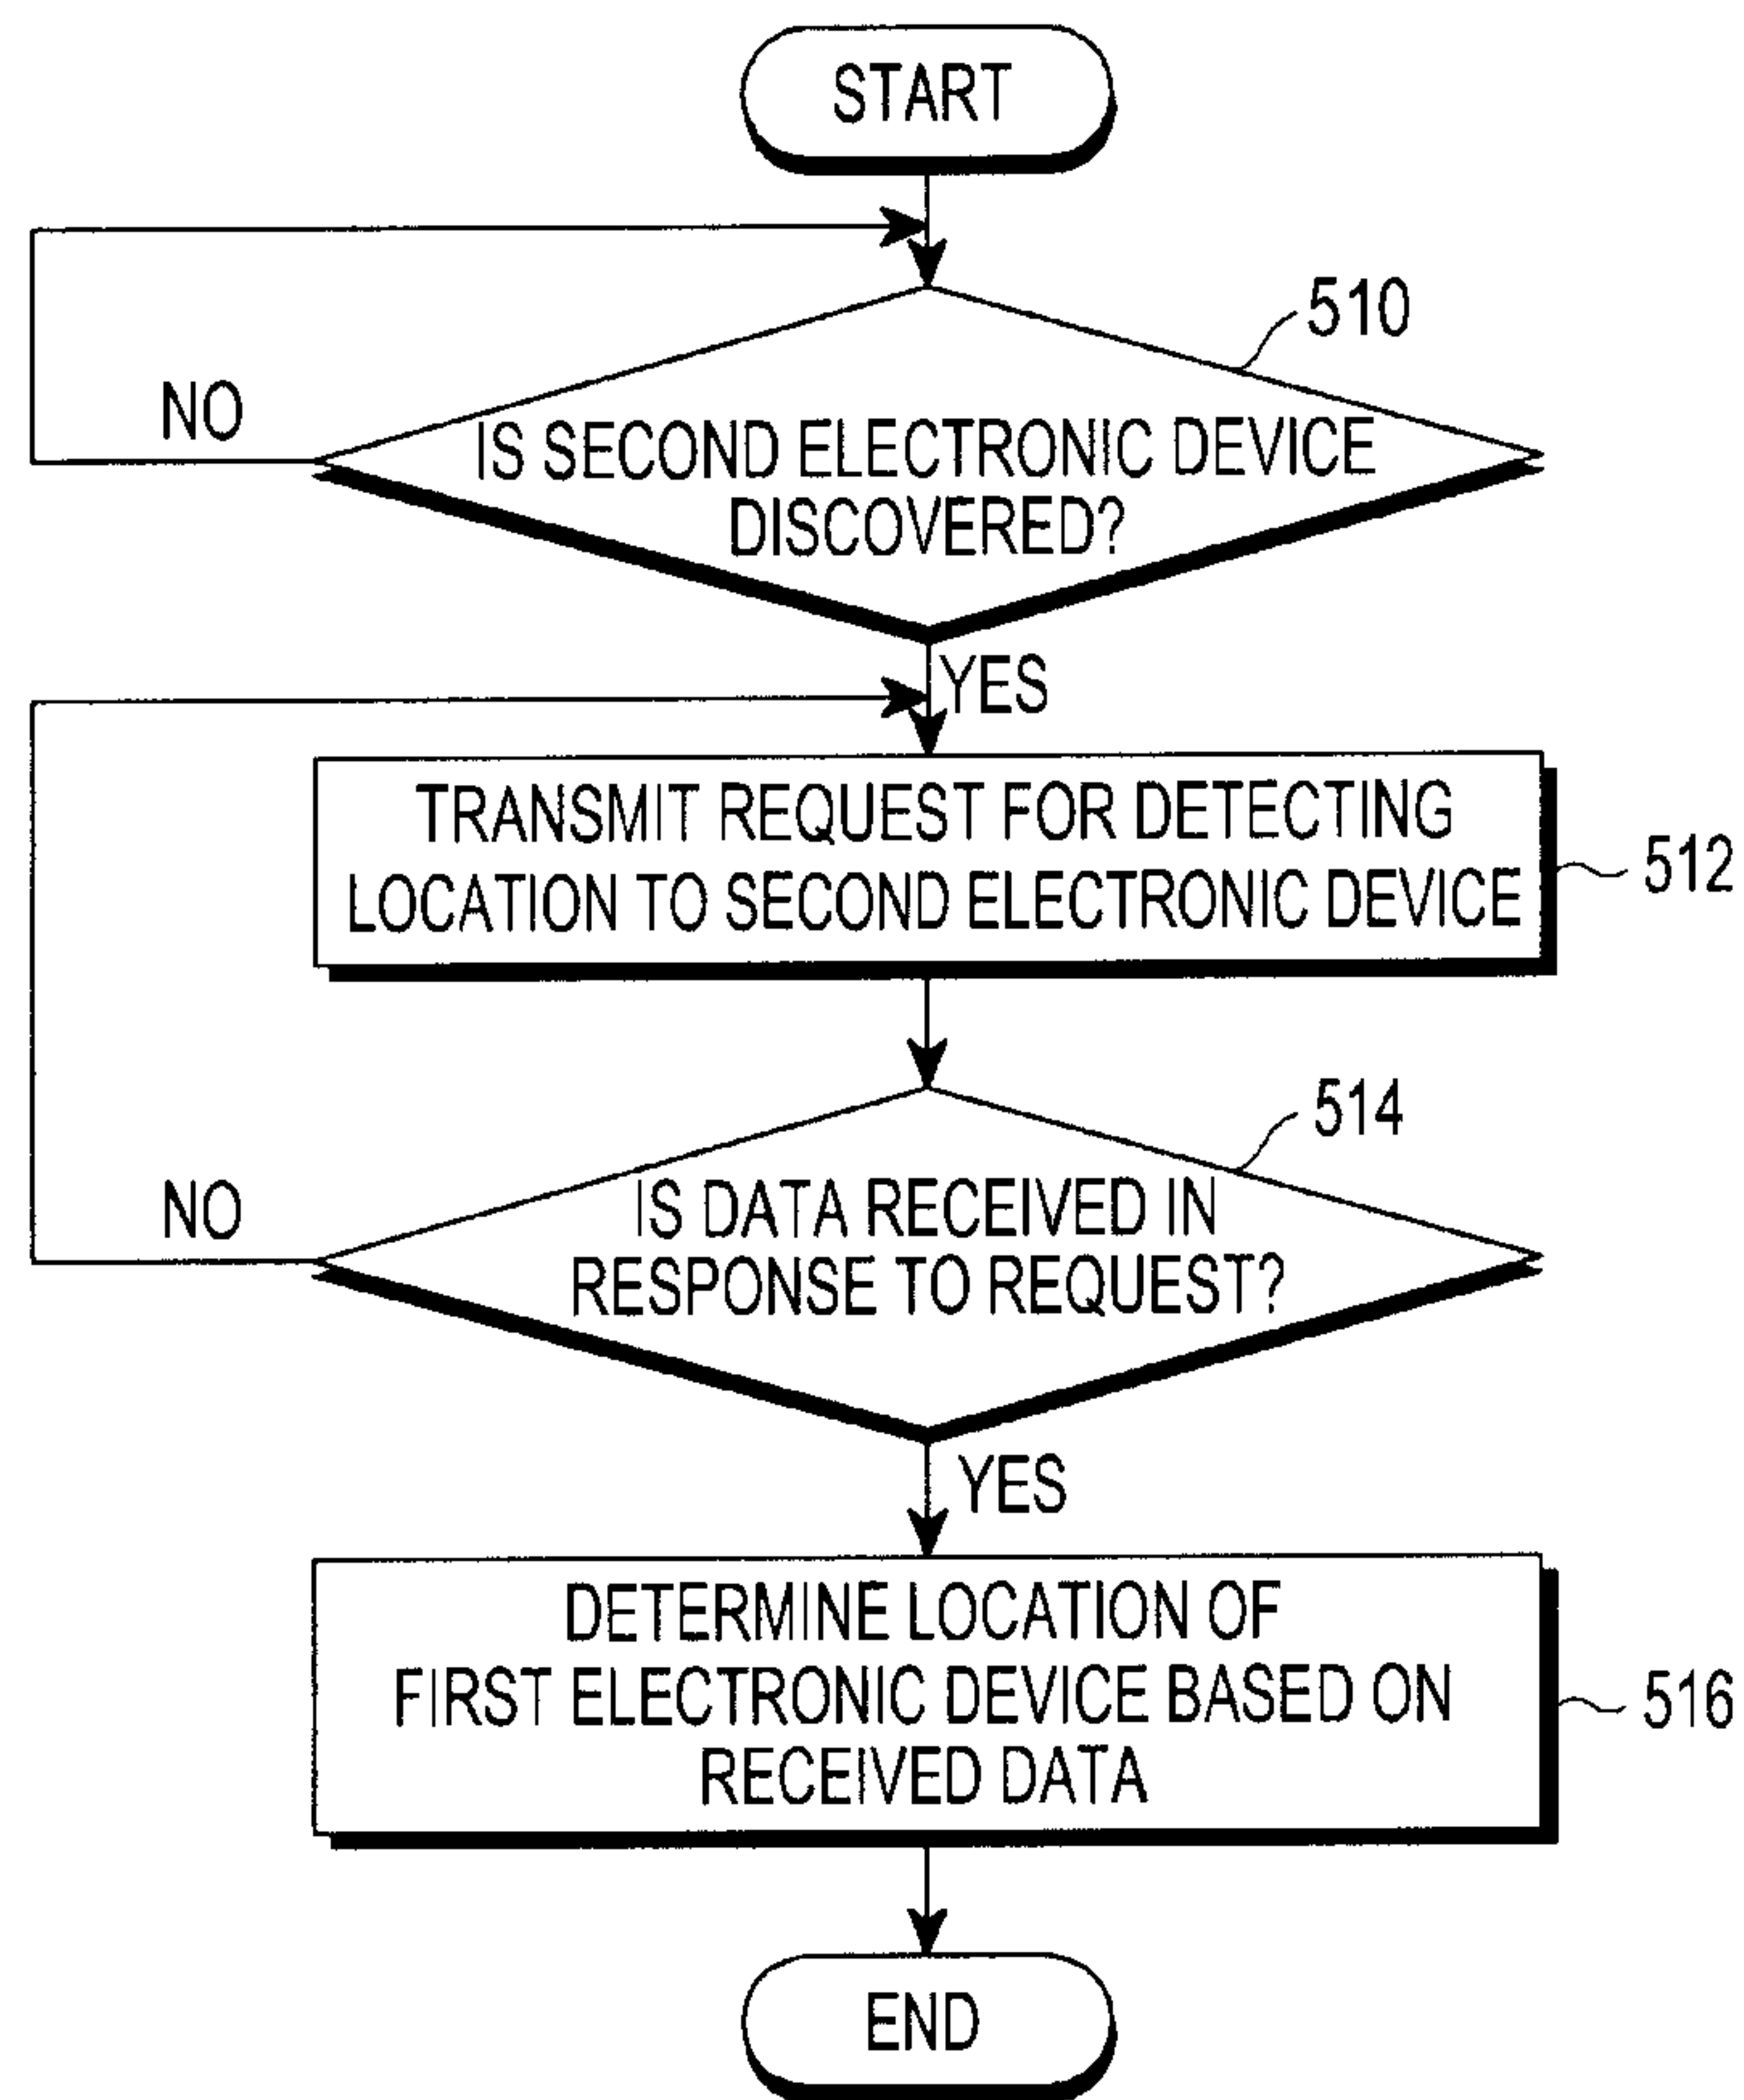 START
510
NO
IS SECOND ELECTRONIC DEVICE
DISCOVERED?
YES
TRANSMIT REQUEST FOR DETECTING
LOCATION TO SECOND ELECTRONIC DEVICE
512
514
NO
IS DATA RECEIVED IN
RESPONSE TO REQUEST?
YES
DETERMINE LOCATION OF
FIRST ELECTRONIC DEVICE BASED ON
RECEIVED DATA
516
END